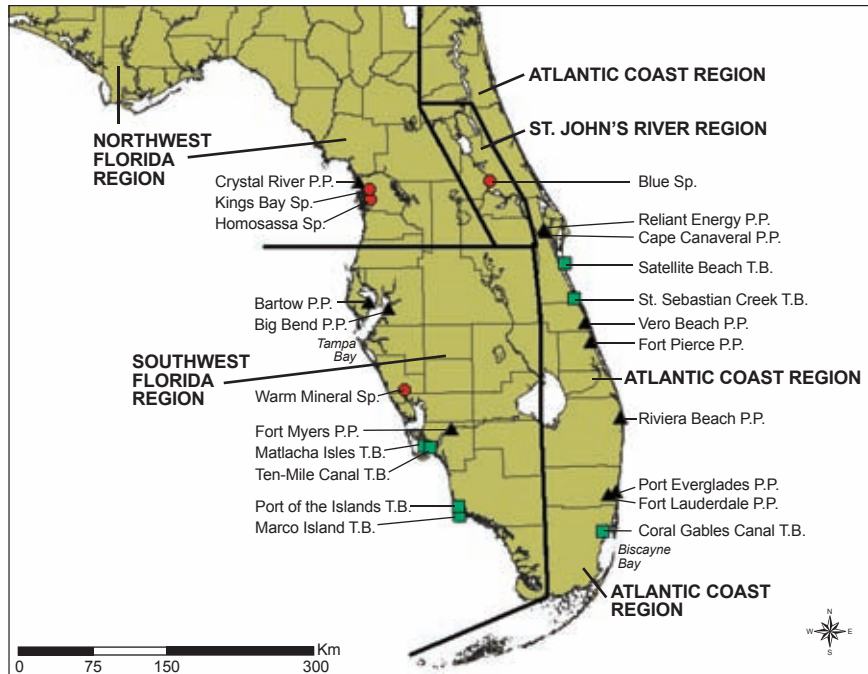 ATLANTIC COAST REGION
ST. JOHN'S RIVER REGION
NORTHWEST
FLORIDA
REGION
Crystal River P.P.
Kings Bay Sp.
Homosassa Sp.
Blue Sp.
Reliant Energy P.P.
Cape Canaveral P.P.
Satellite Beach T.B.
St. Sebastian Creek T.B.
Bartow P.P.
Big Bend P.P.
Tampa
Bay
Vero Beach P.P.
Fort Pierce P.P.
SOUTHWEST
FLORIDA
REGION
ATLANTIC COAST REGION
Warm Mineral Sp.
Riviera Beach P.P.
Fort Myers P.P.
Matlacha Isles T.B.
Ten-Mile Canal T.B.
Port Everglades P.P.
Fort Lauderdale P.P.
Port of the Islands T.B.
Marco Island T.B.
Coral Gables Canal T.B.
Biscayne
Bay
ATLANTIC COAST
REGION
N
W E
S
Km
0 75 150 300